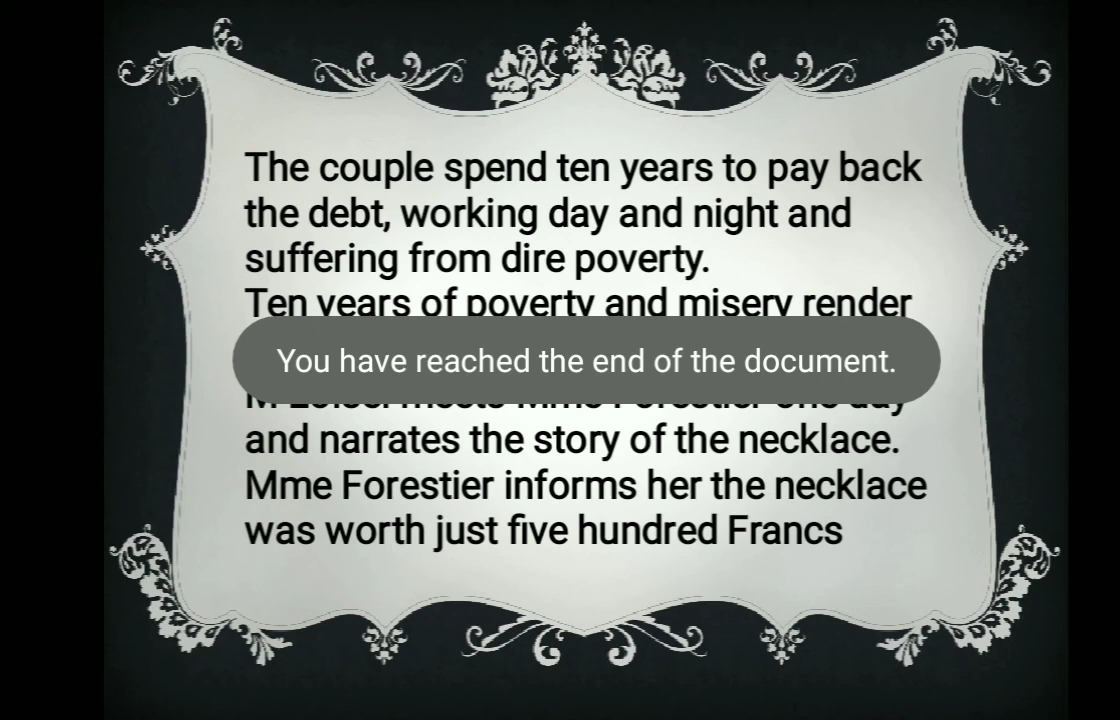 The couple spend ten years to pay back
the debt, working day and night and
suffering from dire poverty.
Ten years of poverty and misery render
You have reached the end of the document.
and narrates the story of the necklace.
Mme Forestier informs her the necklace
was worth just five hundred Francs